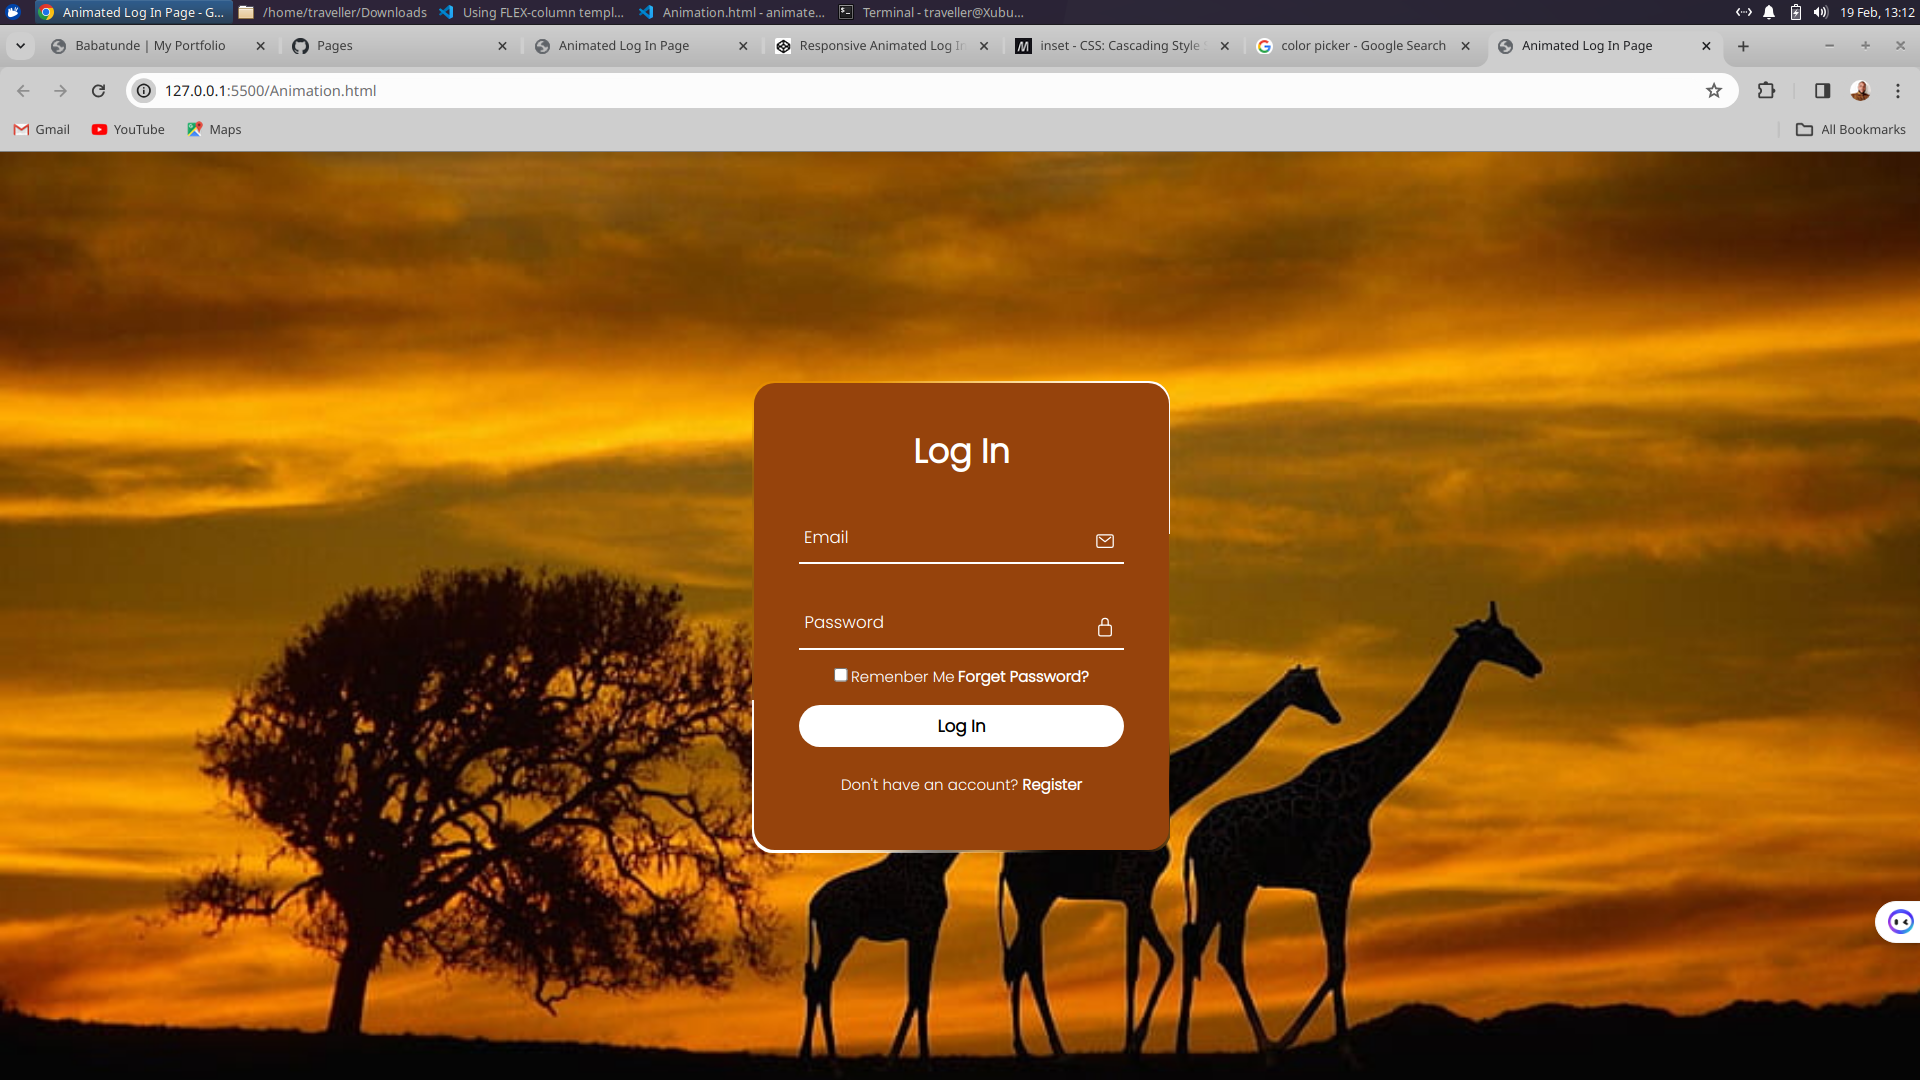 Animated Log In Page - G...
/home/traveller/Downloads
Using FLEX-column templ...
Animation.html - animate...
Terminal - traveller@Xubu...
19 Feb, 13:12
Babatunde | My Portfolio
Pages
Animated Log In Page
Responsive Animated Log In
inset - CSS: Cascading Style
color picker - Google Search
Animated Log In Page
127.0.0.1:5500/Animation.html
Gmail
YouTube
Maps
All Bookmarks
Log In
Email
Password
Remenber Me Forget Password?
Log In
Don't have an account? Register